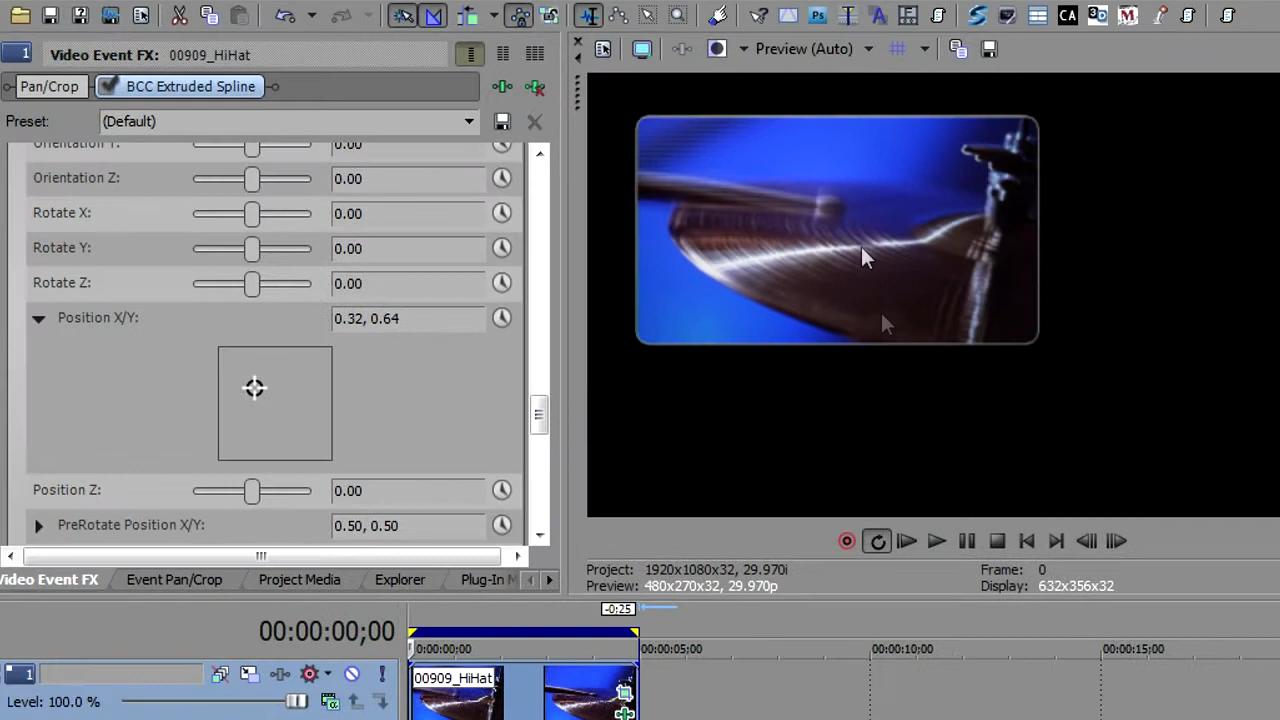 CA
3D
M
1
Video Event FX: 00909_HiHat
Pan/Crop
BCC Extruded Spline
Preview (Auto)
Preset:
(Default)
Orientation Y:
0.00
Orientation Z:
0.00
Rotate X:
0.00
Rotate Y:
0.00
Rotate Z:
0.00
Position X/Y:
0.32, 0.64
Position Z:
0.00
PreRotate Position X/Y:
0.50, 0.50
Video Event FX
Event Pan/Crop
Project Media
Explorer
Plug-In M
Project: 1920x1080x32, 29.970i
Frame: 0
Preview: 480x270x32, 29.970p
Display: 632x356x32
-0;25
00:00:00;00
0:00:00;00
00:00:05;00
00:00:10;00
00:00:15;00
1
00909_HiHat
Level: 100.0 %